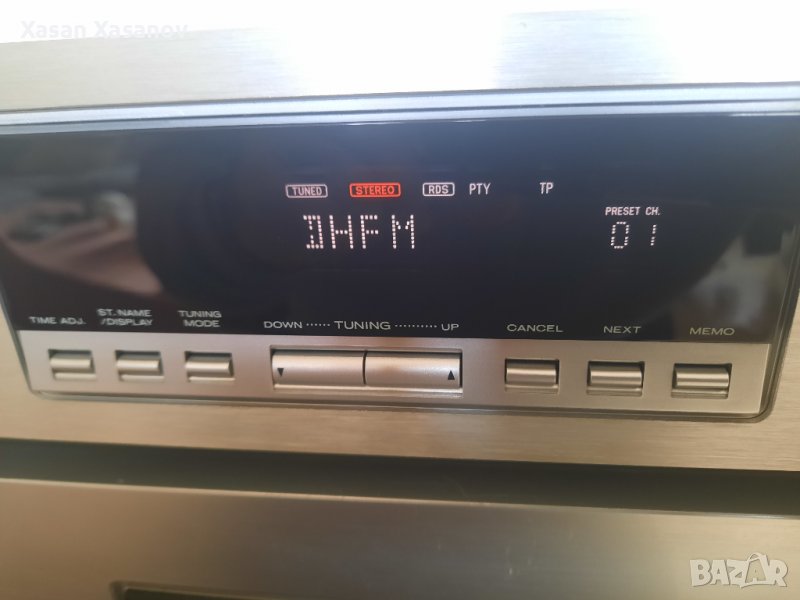 Xasan Xasanov
TUNED STEREO RDS PTY TP
PRESET CH.
DHFM 01
TIME ADJ. ST. NAME /DISPLAY TUNING MODE
DOWN ······ TUNING ·········· UP CANCEL NEXT MEMO
BAZAR